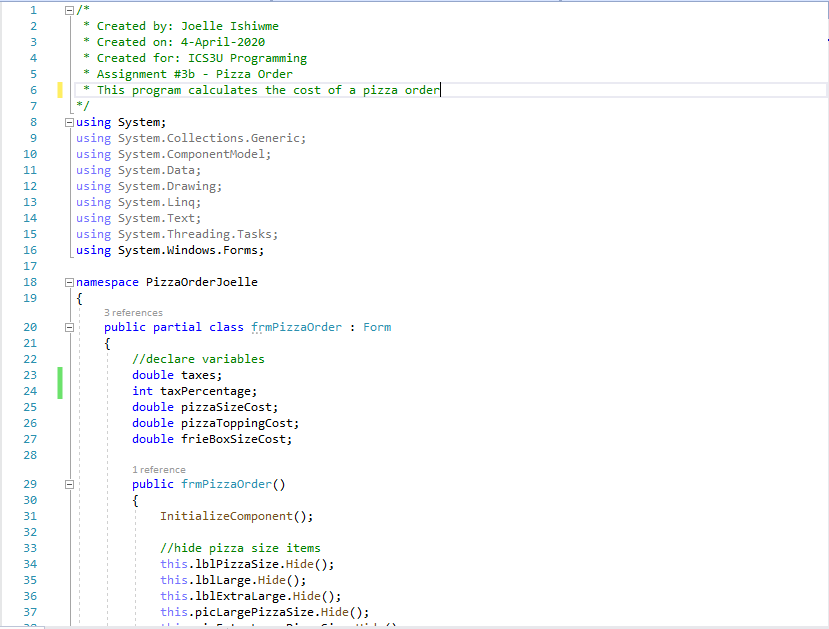 1 /*
2 * Created by: Joelle Ishiwme
3 * Created on: 4-April-2020
4 * Created for: ICS3U Programming
5 * Assignment #3b - Pizza Order
6 * This program calculates the cost of a pizza order
7 */
8 using System;
9 using System.Collections.Generic;
10 using System.ComponentModel;
11 using System.Data;
12 using System.Drawing;
13 using System.Linq;
14 using System.Text;
15 using System.Threading.Tasks;
16 using System.Windows.Forms;
17
18 namespace PizzaOrderJoelle
19 {
3 references
20 public partial class frmPizzaOrder : Form
21 {
22 //declare variables
23 double taxes;
24 int taxPercentage;
25 double pizzaSizeCost;
26 double pizzaToppingCost;
27 double frieBoxSizeCost;
28
1 reference
29 public frmPizzaOrder()
30 {
31 InitializeComponent();
32
33 //hide pizza size items
34 this.lblPizzaSize.Hide();
35 this.lblLarge.Hide();
36 this.lblExtraLarge.Hide();
37 this.picLargePizzaSize.Hide();